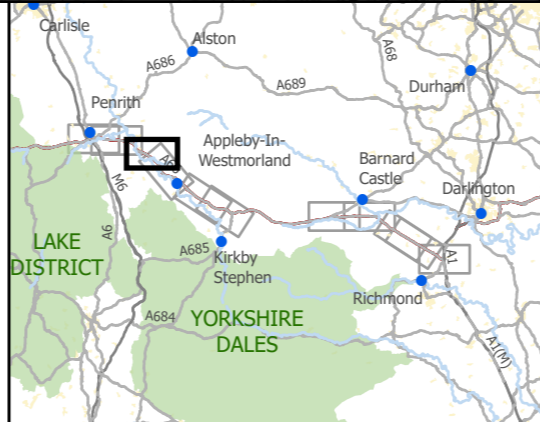 Carlisle
Alston
A68
A686
A689
Durham
Penrith
Appleby-In-
Westmorland
Barnard
Castle
Darlington
M6
A6
LAKE
DISTRICT
A685
Kirkby
Stephen
A1
Richmond
A684
YORKSHIRE
DALES
A1(M)